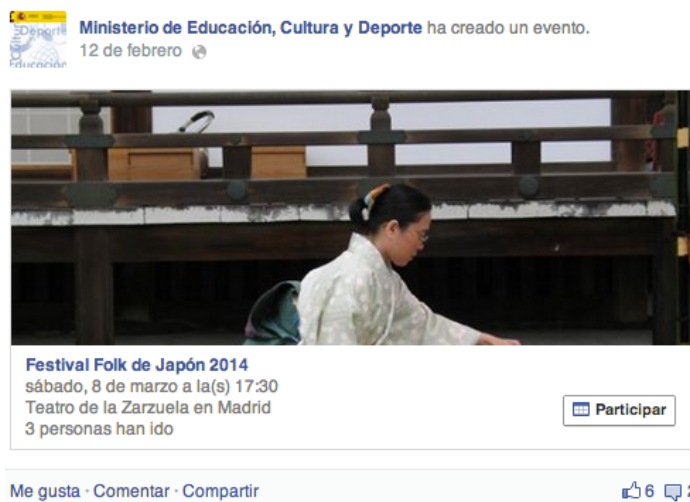 Deporte
Educación
Ministerio de Educación, Cultura y Deporte ha creado un evento.
12 de febrero
Festival Folk de Japón 2014
sábado, 8 de marzo a la(s) 17:30
Teatro de la Zarzuela en Madrid
3 personas han ido
Participar
Me gusta · Comentar · Compartir
6